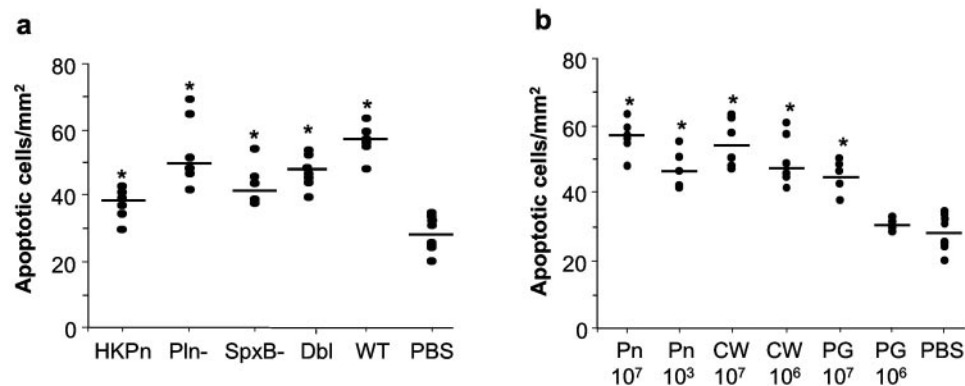 a
Apoptotic cells/mm²
80
60
40
20
0
* * * * *
HKPn Pln- SpxB- Dbl WT PBS
b
Apoptotic cells/mm²
80
60
40
20
0
* * * * *
Pn Pn CW CW PG PG PBS
10⁷ 10³ 10⁷ 10⁶ 10⁷ 10⁶